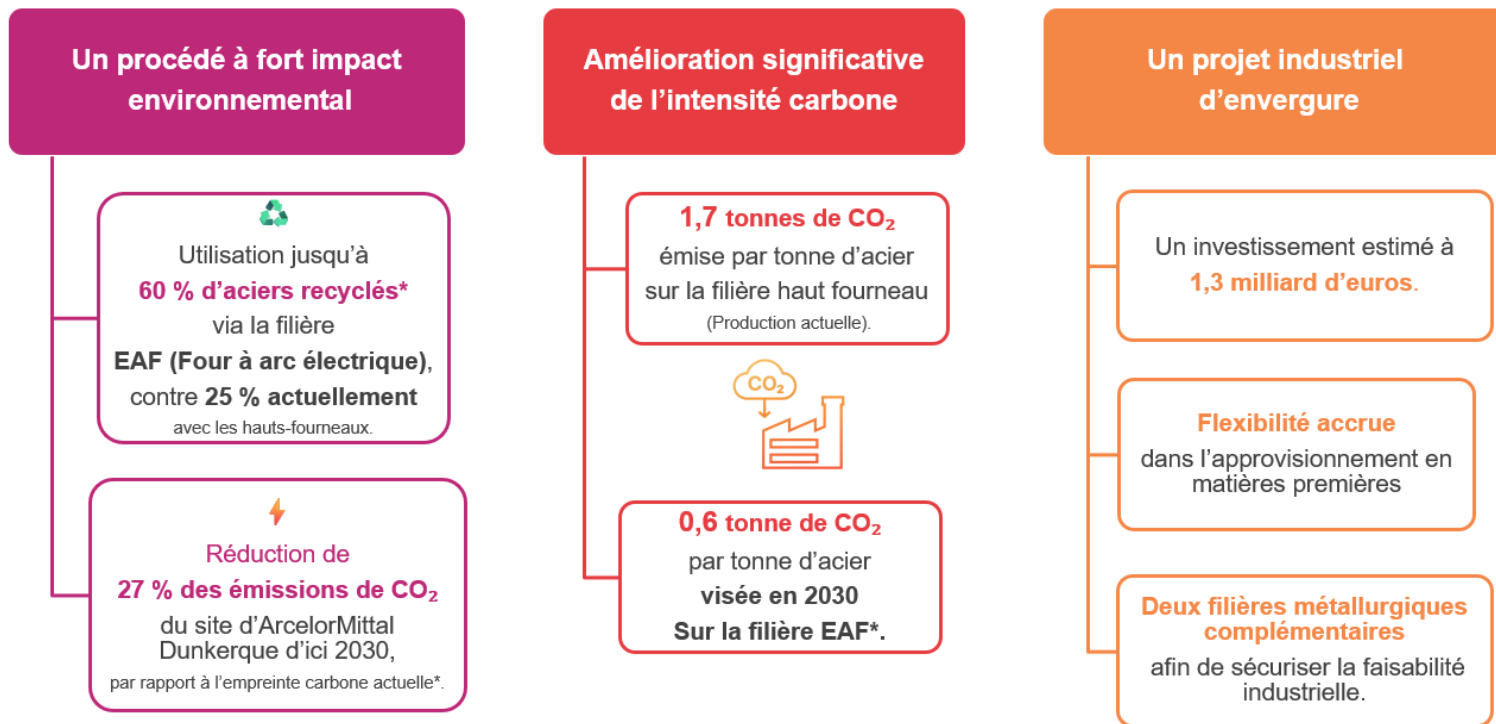 Un procédé à fort impact
environnemental
Utilisation jusqu’à
60 % d’aciers recyclés*
via la filière
EAF (Four à arc électrique),
contre 25 % actuellement
avec les hauts-fourneaux.
Réduction de
27 % des émissions de CO₂
du site d’ArcelorMittal
Dunkerque d’ici 2030,
par rapport à l’empreinte carbone actuelle*.
Amélioration significative
de l’intensité carbone
1,7 tonnes de CO₂
émise par tonne d’acier
sur la filière haut fourneau
(Production actuelle).
CO₂
0,6 tonne de CO₂
par tonne d’acier
visée en 2030
Sur la filière EAF*.
Un projet industriel
d’envergure
Un investissement estimé à
1,3 milliard d’euros.
Flexibilité accrue
dans l’approvisionnement en
matières premières
Deux filières métallurgiques
complémentaires
afin de sécuriser la faisabilité
industrielle.